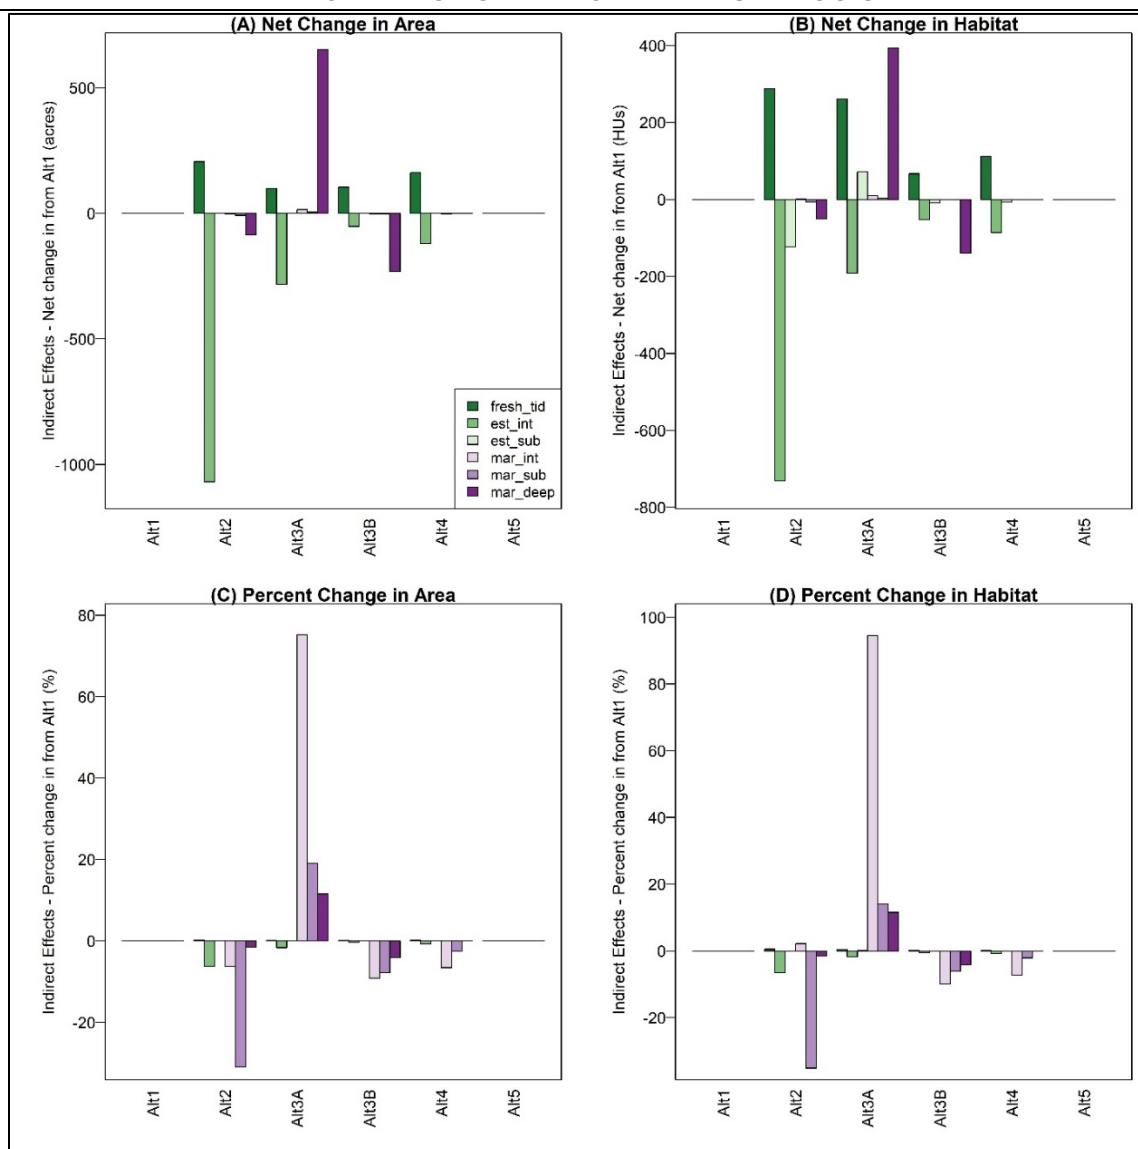 (A) Net Change in Area
Indirect Effects - Net change in from Alt1 (acres)
500
0
-500
-1000
fresh_tid
est_int
est_sub
mar_int
mar_sub
mar_deep
Alt1 Alt2 Alt3A Alt3B Alt4 Alt5
(B) Net Change in Habitat
Indirect Effects - Net change in from Alt1 (HUs)
400
200
0
-200
-400
-600
-800
Alt1 Alt2 Alt3A Alt3B Alt4 Alt5
(C) Percent Change in Area
Indirect Effects - Percent change in from Alt1 (%)
80
60
40
20
0
-20
Alt1 Alt2 Alt3A Alt3B Alt4 Alt5
(D) Percent Change in Habitat
Indirect Effects - Percent change in from Alt1 (%)
100
80
60
40
20
0
-20
Alt1 Alt2 Alt3A Alt3B Alt4 Alt5